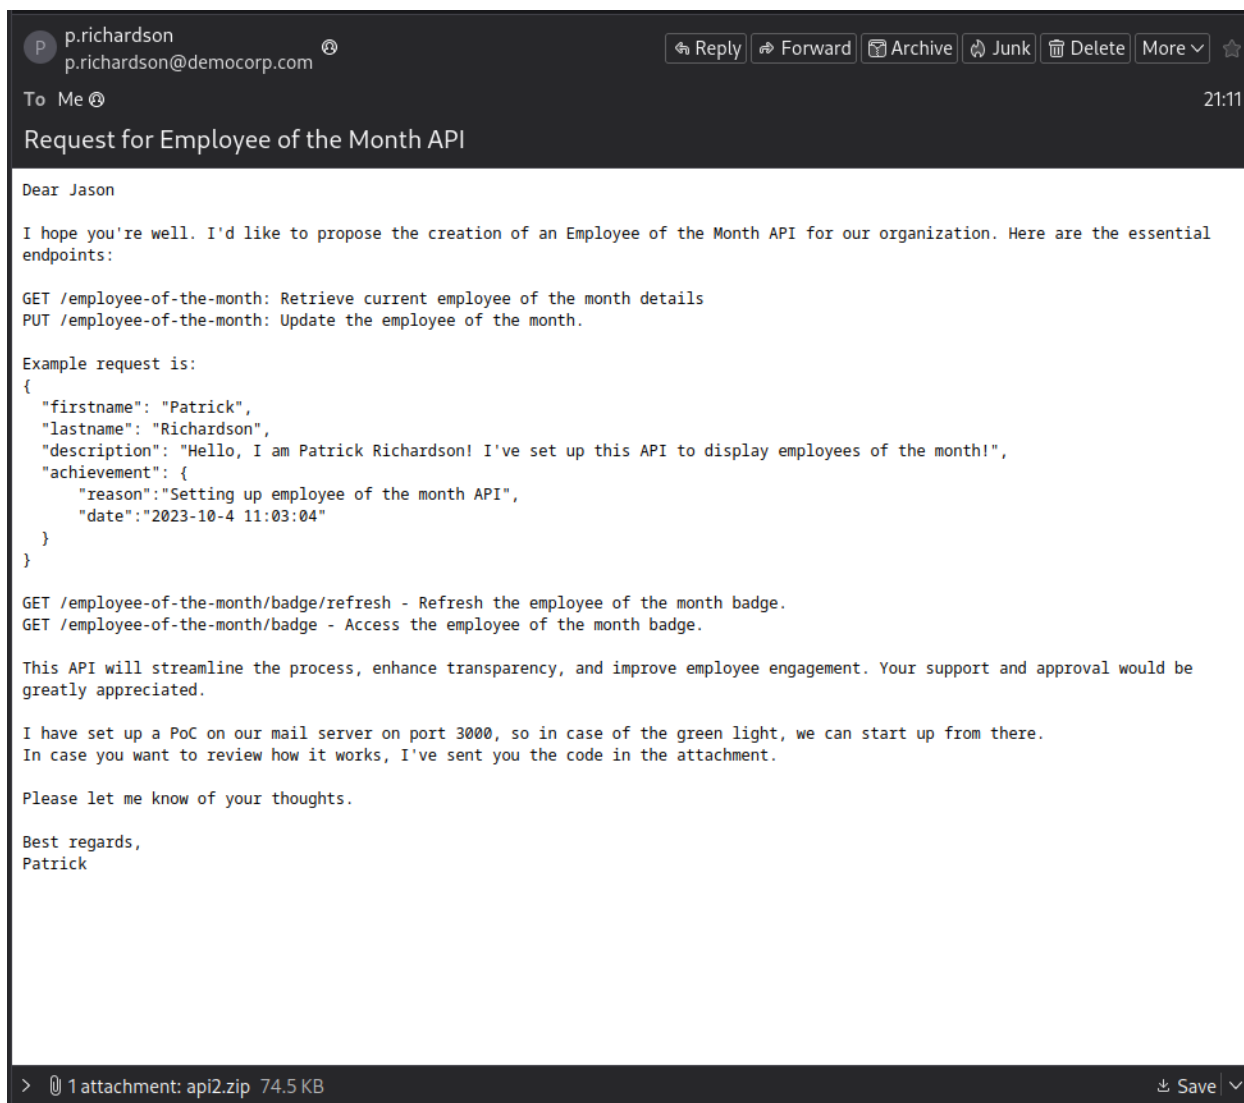 P
p.richardson
p.richardson@democorp.com
Reply Forward Archive Junk Delete More
To Me
21:11
Request for Employee of the Month API
Dear Jason
I hope you're well. I'd like to propose the creation of an Employee of the Month API for our organization. Here are the essential
endpoints:
GET /employee-of-the-month: Retrieve current employee of the month details
PUT /employee-of-the-month: Update the employee of the month.
Example request is:
{
  "firstname": "Patrick",
  "lastname": "Richardson",
  "description": "Hello, I am Patrick Richardson! I've set up this API to display employees of the month!",
  "achievement": {
      "reason":"Setting up employee of the month API",
      "date":"2023-10-4 11:03:04"
  }
}
GET /employee-of-the-month/badge/refresh - Refresh the employee of the month badge.
GET /employee-of-the-month/badge - Access the employee of the month badge.
This API will streamline the process, enhance transparency, and improve employee engagement. Your support and approval would be
greatly appreciated.
I have set up a PoC on our mail server on port 3000, so in case of the green light, we can start up from there.
In case you want to review how it works, I've sent you the code in the attachment.
Please let me know of your thoughts.
Best regards,
Patrick
1 attachment: api2.zip 74.5 KB
Save